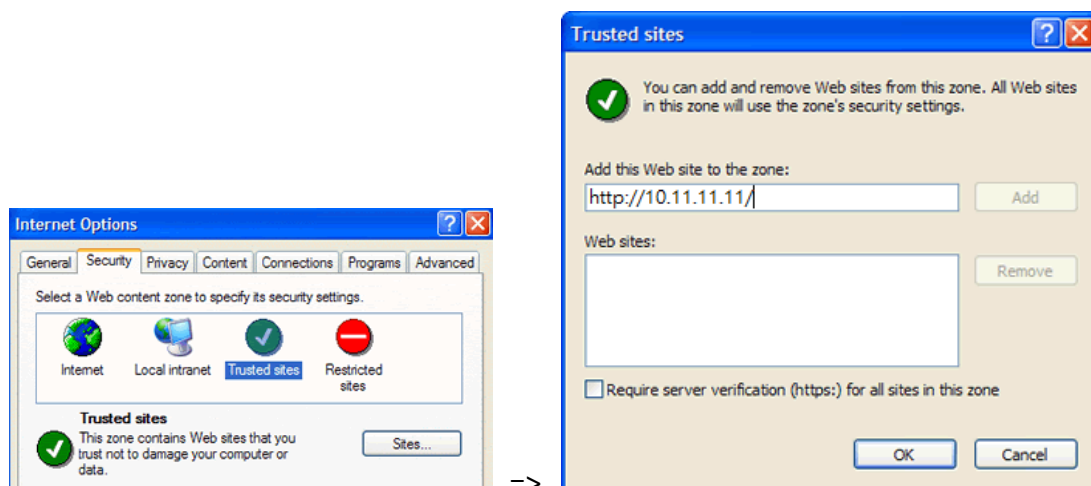 Internet Options
General Security Privacy Content Connections Programs Advanced
Select a Web content zone to specify its security settings.
Internet Local intranet Trusted sites Restricted
sites
Trusted sites
This zone contains Web sites that you
trust not to damage your computer or
data.
Sites...
=>
Trusted sites
You can add and remove Web sites from this zone. All Web sites
in this zone will use the zone's security settings.
Add this Web site to the zone:
http://10.11.11.11/
Add
Web sites:
Remove
Require server verification (https:) for all sites in this zone
OK Cancel